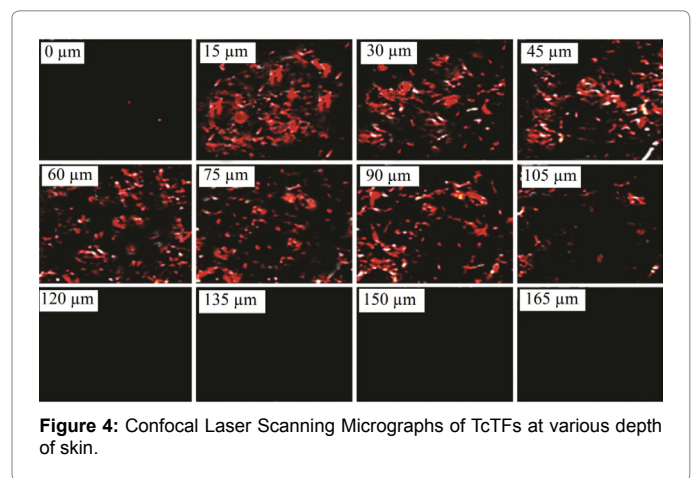 0 µm
15 µm
30 µm
45 µm
60 µm
75 µm
90 µm
105 µm
120 µm
135 µm
150 µm
165 µm
Figure 4: Confocal Laser Scanning Micrographs of TcTFs at various depth
of skin.